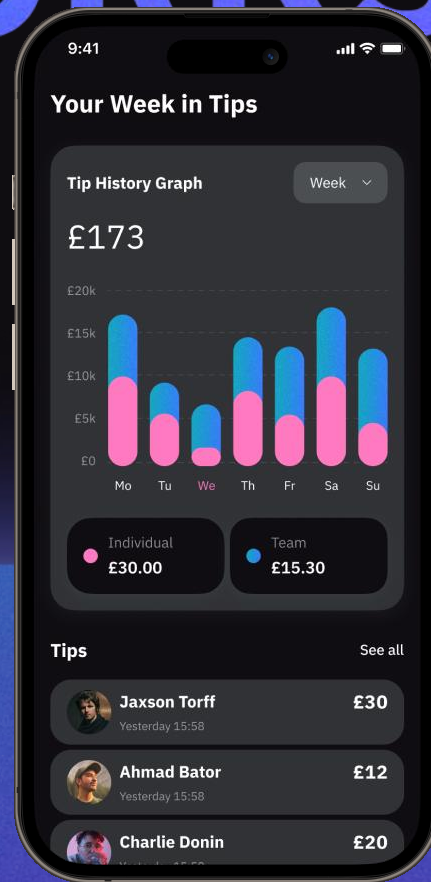 9:41
Your Week in Tips
Tip History Graph
Week
£173
£20k
£15k
£10k
£5k
£0
Mo Tu We Th Fr Sa Su
Individual
£30.00
Team
£15.30
Tips
See all
Jaxson Torff
£30
Yesterday 15:58
Ahmad Bator
£12
Yesterday 15:58
Charlie Donin
£20